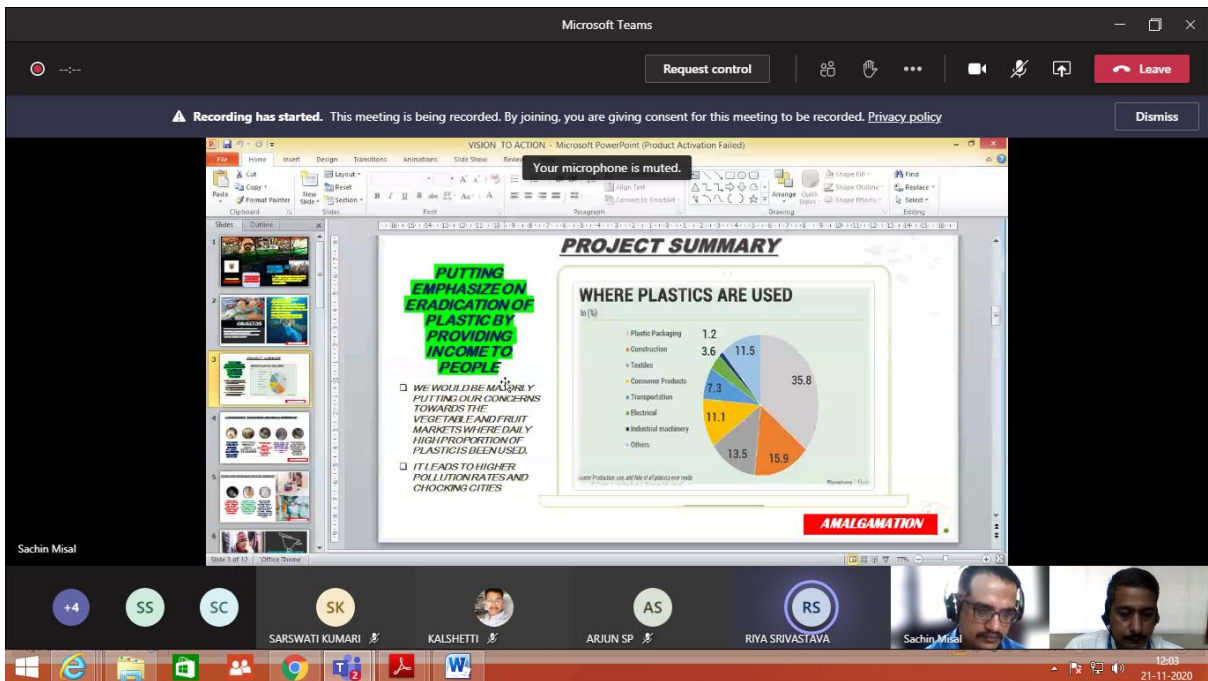 Microsoft Teams
--:--
Request control
Leave
Recording has started. This meeting is being recorded. By joining, you are giving consent for this meeting to be recorded. Privacy policy
Dismiss
VISION TO ACTION - Microsoft PowerPoint (Product Activation Failed)
File Home Insert Design Transitions Animations Slide Show Review
Your microphone is muted.
Cut
Copy
Format Painter
Paste
Clipboard
New Slide
Layout
Reset
Section
Slides
Font
Align Text
Convert to SmartArt
Paragraph
Arrange
Quick Styles
Shape Fill
Shape Outline
Shape Effects
Drawing
Find
Replace
Select
Editing
Slides Outline
1
2
3
4
5
6
PROJECT SUMMARY
PUTTING
EMPHASIZE ON
ERADICATION OF
PLASTIC BY
PROVIDING
INCOME TO
PEOPLE
WE WOULD BE MAJORLY
PUTTING OUR CONCERNS
TOWARDS THE
VEGETABLE AND FRUIT
MARKETS WHERE DAILY
HIGH PROPORTION OF
PLASTIC IS BEEN USED.
IT LEADS TO HIGHER
POLLUTION RATES AND
CHOCKING CITIES
WHERE PLASTICS ARE USED
In (%)
Plastic Packaging
Construction
Textiles
Consumer Products
Transportation
Electrical
Industrial machinery
Others
1.2
3.6
11.5
7.3
35.8
11.1
13.5
15.9
AMALGAMATION
Slide 3 of 12
"Office Theme"
77%
Sachin Misal
+4
SS
SC
SK
AS
RS
SARSWATI KUMARI
KALSHETTI
ARJUN SP
RIYA SRIVASTAVA
Sachin Misal
2
12:03
21-11-2020